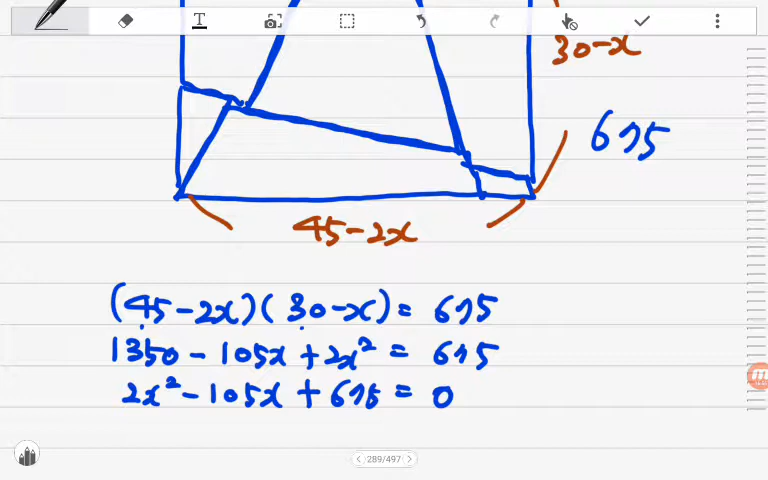 T
30-x
675
45-2x
(45-2x)(30-x)= 675
1350-105x+2x²= 675
2x²-105x+675=0
289/497